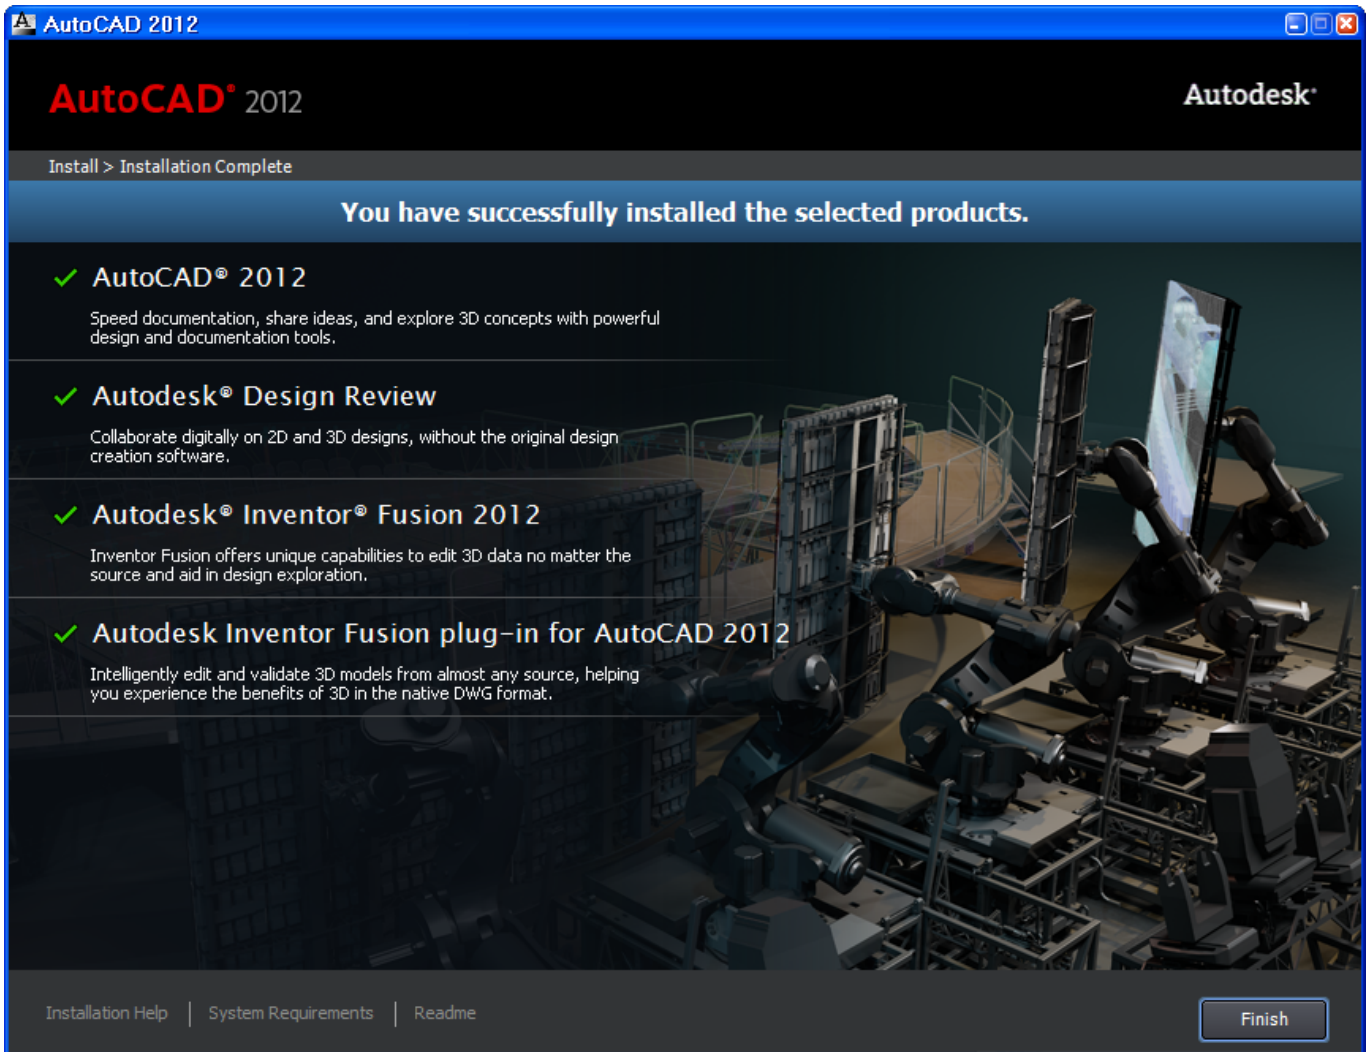 AutoCAD 2012
AutoCAD® 2012
Autodesk®
Install > Installation Complete
You have successfully installed the selected products.
AutoCAD® 2012
Speed documentation, share ideas, and explore 3D concepts with powerful
design and documentation tools.
Autodesk® Design Review
Collaborate digitally on 2D and 3D designs, without the original design
creation software.
Autodesk® Inventor® Fusion 2012
Inventor Fusion offers unique capabilities to edit 3D data no matter the
source and aid in design exploration.
Autodesk Inventor Fusion plug-in for AutoCAD 2012
Intelligently edit and validate 3D models from almost any source, helping
you experience the benefits of 3D in the native DWG format.
Installation Help | System Requirements | Readme
Finish